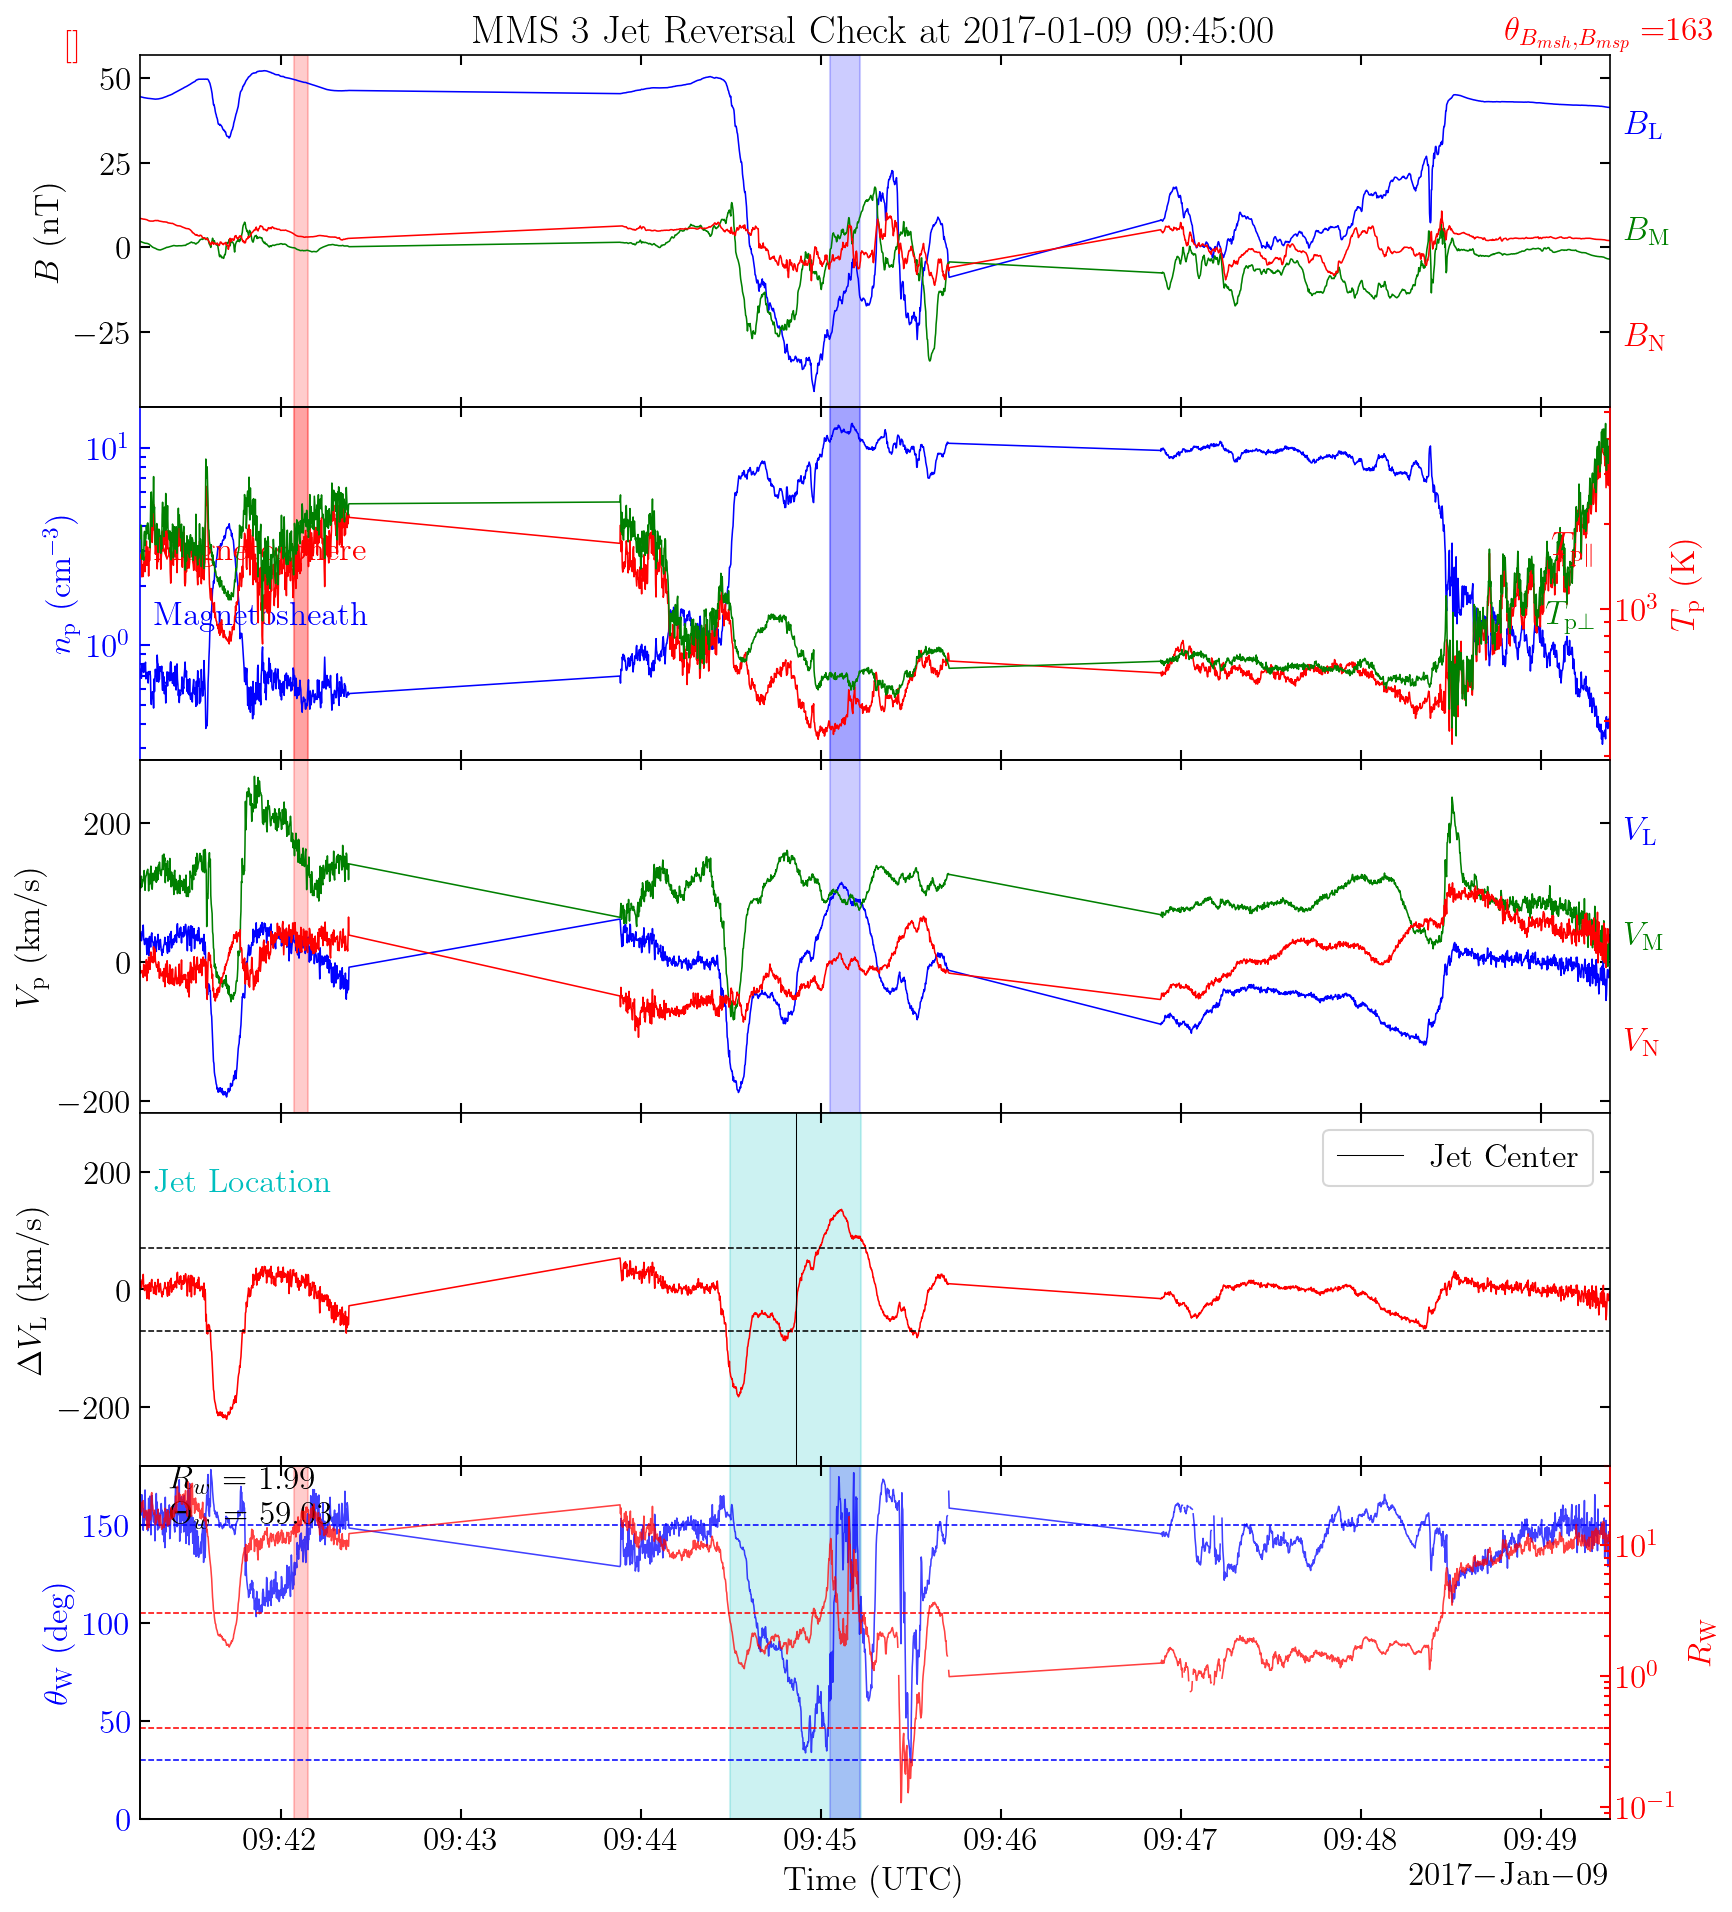 MMS 3 Jet Reversal Check at 2017-01-09 09:45:00
θ_{B_{msh},B_{msp}} =163
50
25
0
−25
B (nT)
B_L
B_M
B_N
10^1
10^0
n_p (cm^{−3})
Magnetosphere
Magnetosheath
T_{p∥}
T_{p⊥}
10^3
T_p (K)
200
0
−200
V_p (km/s)
V_L
V_M
V_N
200
0
−200
ΔV_L (km/s)
Jet Location
Jet Center
R_w = 1.99
Θ_w = 59.03
150
100
50
0
θ_W (deg)
10^1
10^0
10^{−1}
R_W
09:42 09:43 09:44 09:45 09:46 09:47 09:48 09:49
Time (UTC)
2017−Jan−09